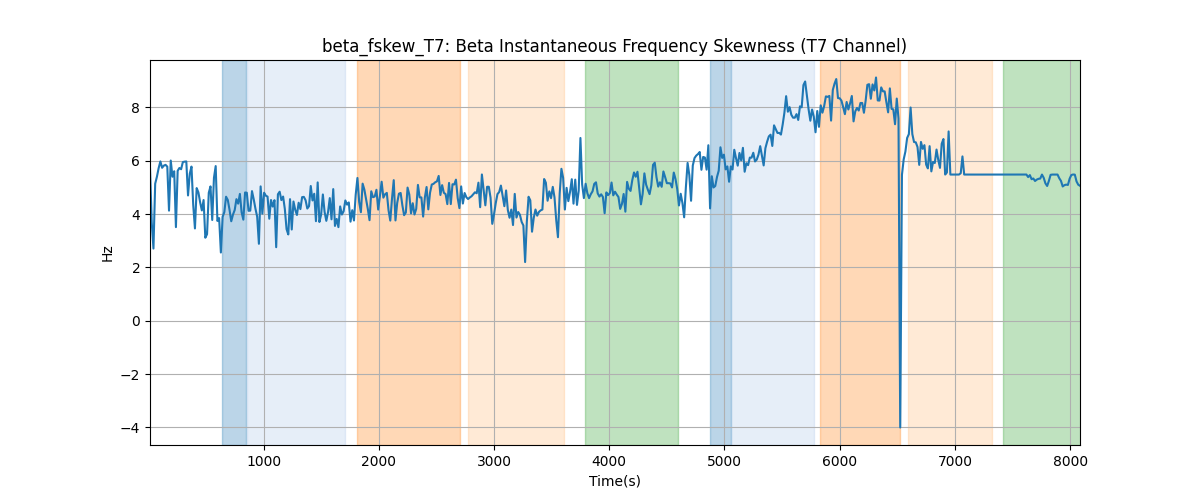 beta_fskew_T7: Beta Instantaneous Frequency Skewness (T7 Channel)
8
6
4
2
0
−2
−4
Hz
1000 2000 3000 4000 5000 6000 7000 8000
Time(s)